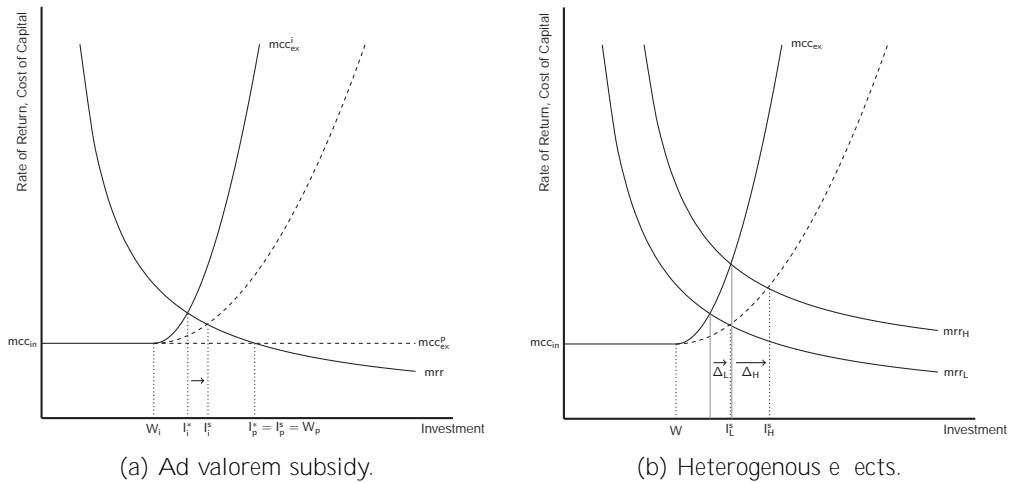 Rate of Return, Cost of Capital
mcc^i_ex
mcc_in
mcc^p_ex
mrr
W_i I^*_i I^s_i I^*_p = I^s_p = W_p Investment
(a) Ad valorem subsidy.
Rate of Return, Cost of Capital
mcc_ex
mrr_H
mcc_in
mrr_L
Δ_L Δ_H
W I^s_L I^s_H Investment
(b) Heterogenous e ects.